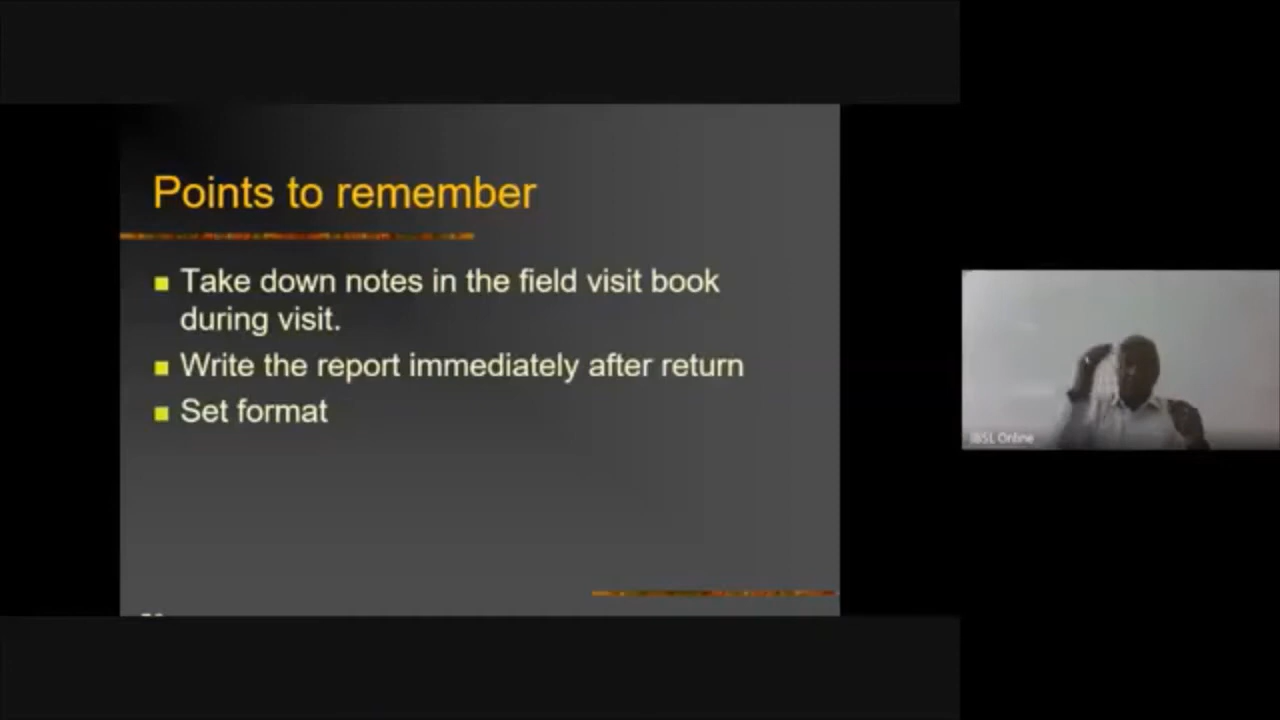 Points to remember
Take down notes in the field visit book
during visit.
Write the report immediately after return
Set format
Online